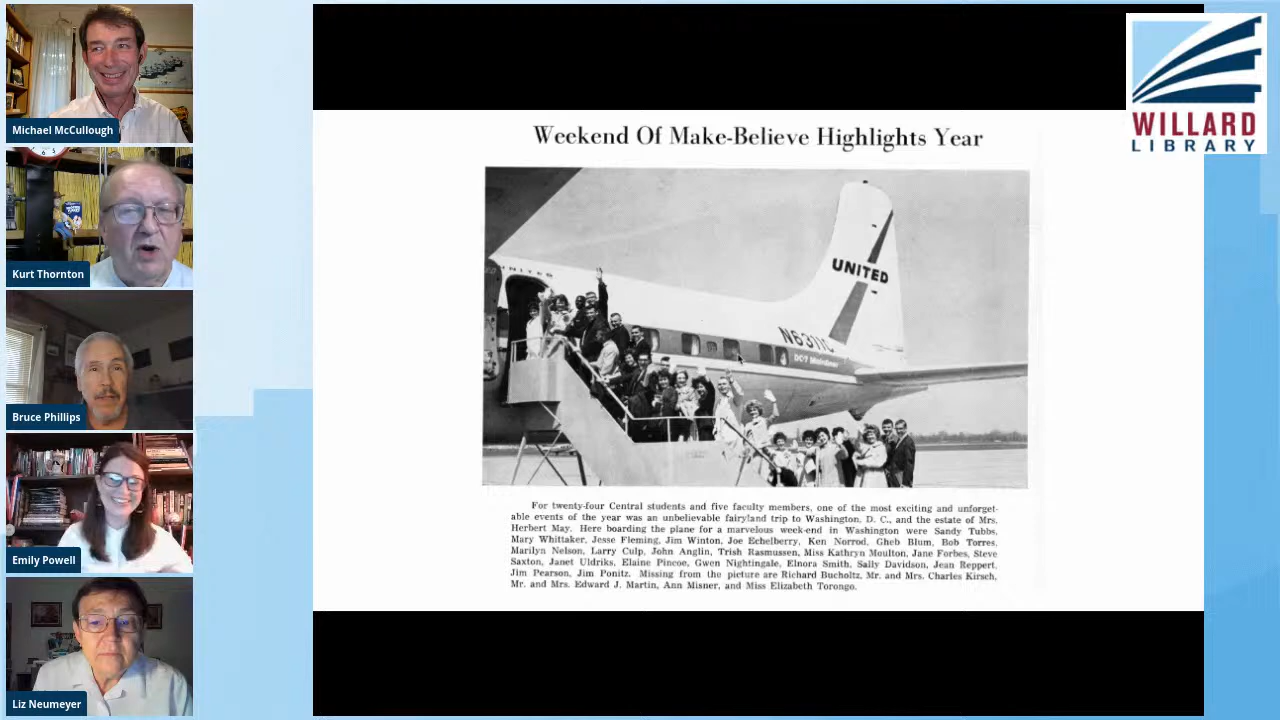 Michael McCullough
Kurt Thornton
Bruce Phillips
Emily Powell
Liz Neumeyer
WILLARD
LIBRARY
Weekend Of Make-Believe Highlights Year
UNITED
UNITED
N6311C
DC-7 Mainliner
For twenty-four Central students and five faculty members, one of the most exciting and unforget-
able events of the year was an unbelievable fairyland trip to Washington, D. C., and the estate of Mrs.
Herbert May. Here boarding the plane for a marvelous week-end in Washington were Sandy Tubbs,
Mary Whittaker, Jesse Fleming, Jim Winton, Joe Echelberry, Ken Norrod, Gheb Blum, Bob Torres,
Marilyn Nelson, Larry Culp, John Anglin, Trish Rasmussen, Miss Kathryn Moulton, Jane Forbes, Steve
Saxton, Janet Uldriks, Elaine Pincoe, Gwen Nightingale, Elnora Smith, Sally Davidson, Jean Reppert,
Jim Pearson, Jim Ponitz. Missing from the picture are Richard Bucholtz, Mr. and Mrs. Charles Kirsch,
Mr. and Mrs. Edward J. Martin, Ann Misner, and Miss Elizabeth Torongo.